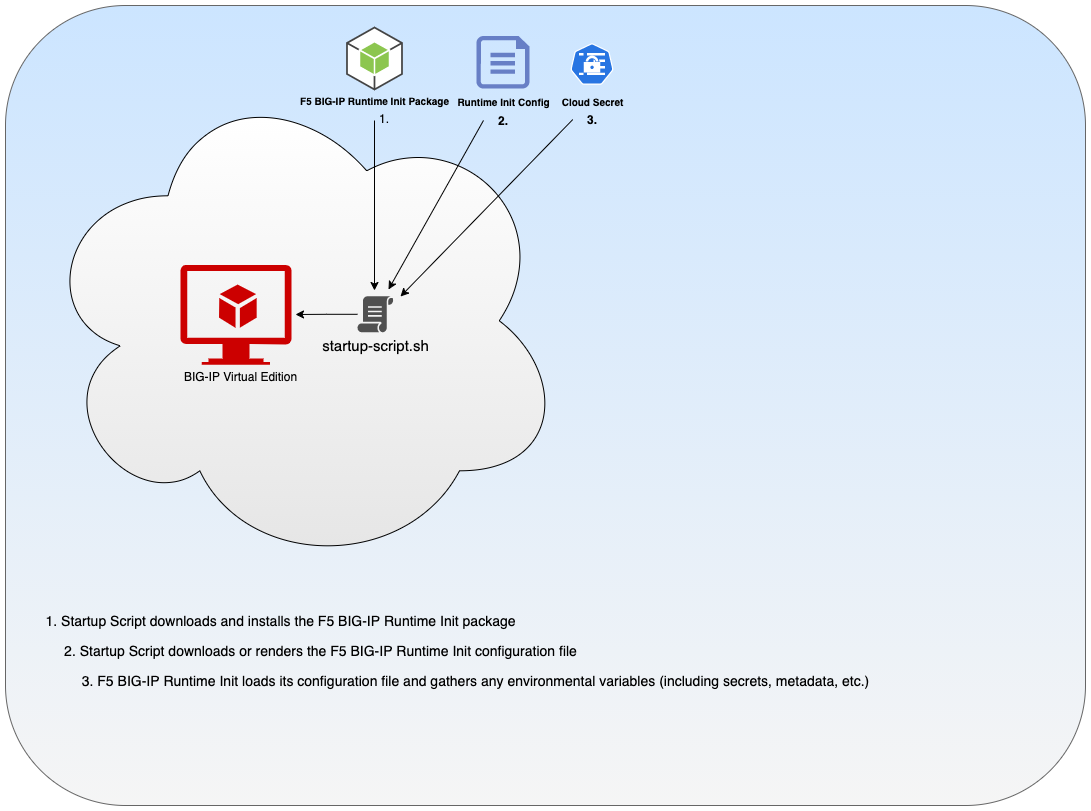 F5 BIG-IP Runtime Init Package
Runtime Init Config
Cloud Secret
1.
2.
3.
startup-script.sh
BIG-IP Virtual Edition
1. Startup Script downloads and installs the F5 BIG-IP Runtime Init package
2. Startup Script downloads or renders the F5 BIG-IP Runtime Init configuration file
3. F5 BIG-IP Runtime Init loads its configuration file and gathers any environmental variables (including secrets, metadata, etc.)